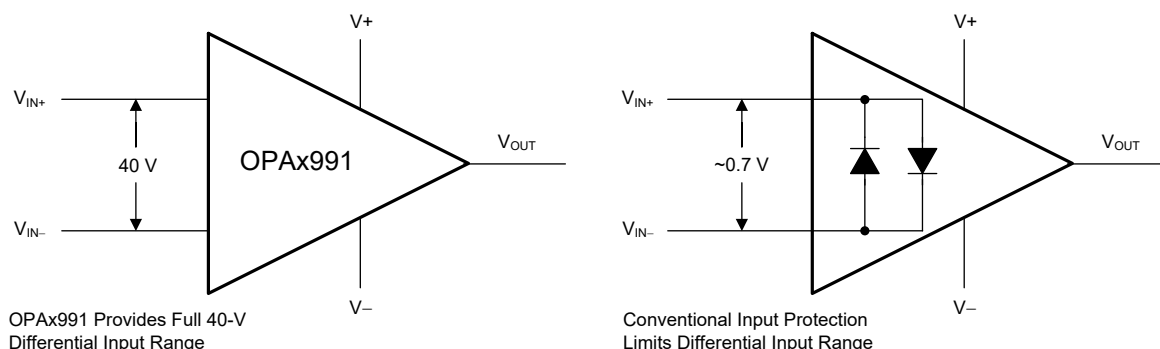 V+
V+
VIN+
VIN+
40 V
OPAx991
VOUT
~0.7 V
VOUT
VIN−
VIN−
V−
V−
OPAx991 Provides Full 40-V
Differential Input Range
Conventional Input Protection
Limits Differential Input Range